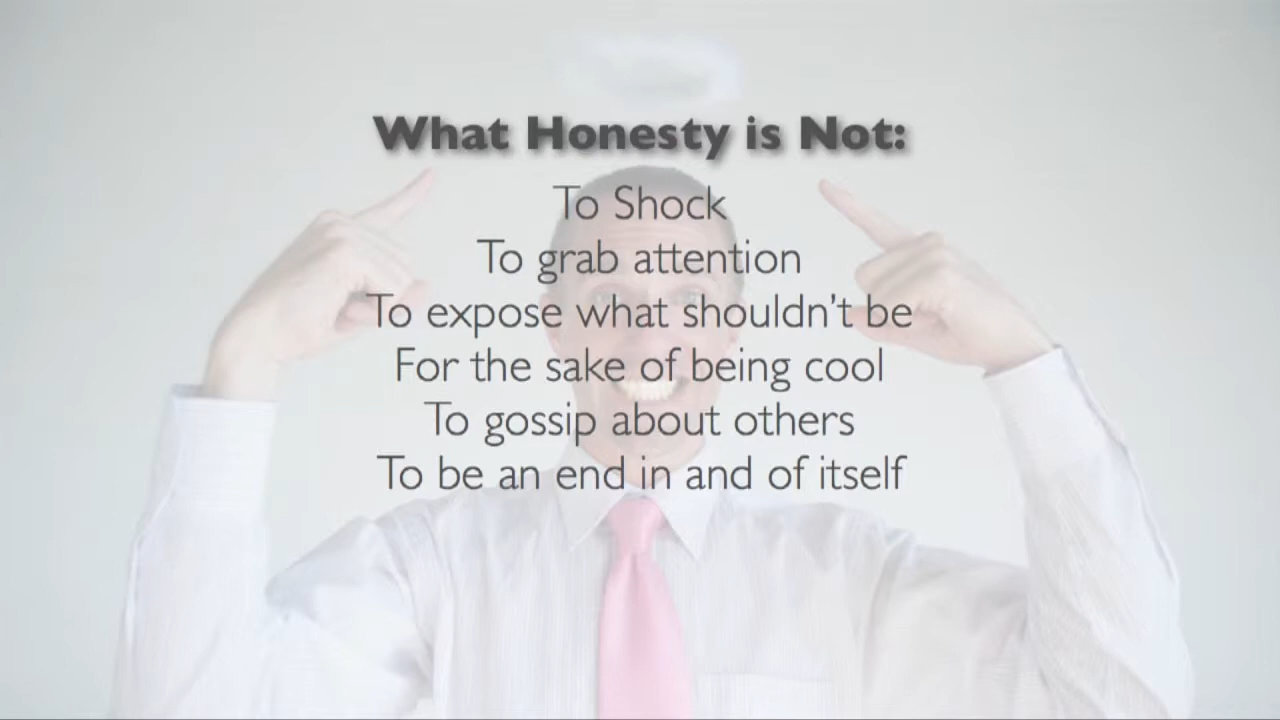 What Honesty is Not:
To Shock
To grab attention
To expose what shouldn't be
For the sake of being cool
To gossip about others
To be an end in and of itself